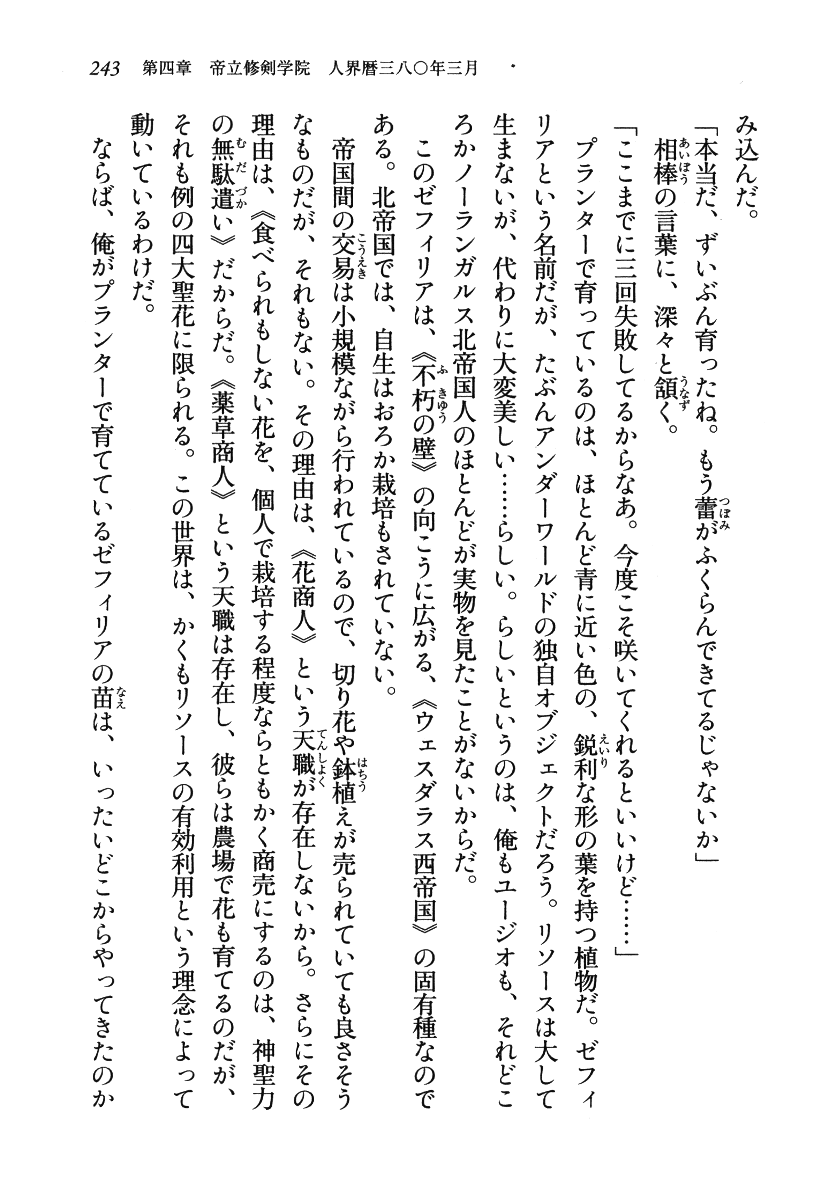 243 第四章 帝立修剣学院 人界暦三八〇年三月
み込んだ。
「本当だ、ずいぶん育ったね。もう蕾がふくらんできてるじゃないか」
相棒の言葉に、深々と頷く。
「ここまでに三回失敗してるからなあ。今度こそ咲いてくれるといいけど……」
プランターで育っているのは、ほとんど青に近い色の、鋭利な形の葉を持つ植物だ。ゼフィ
リアという名前だが、たぶんアンダーワールドの独自オブジェクトだろう。リソースは大して
生まないが、代わりに大変美しい……らしい。らしいというのは、俺もユージオも、それどこ
ろかノーランガルス北帝国人のほとんどが実物を見たことがないからだ。
このゼフィリアは、《不朽の壁》の向こうに広がる、《ウェスダラス西帝国》の固有種なので
ある。北帝国では、自生はおろか栽培もされていない。
帝国間の交易は小規模ながら行われているので、切り花や鉢植えが売られていても良さそう
なものだが、それもない。その理由は、《花商人》という天職が存在しないから。さらにその
理由は、《食べられもしない花を、個人で栽培する程度ならともかく商売にするのは、神聖力
の無駄遣い》だからだ。《薬草商人》という天職は存在し、彼らは農場で花も育てるのだが、
それも例の四大聖花に限られる。この世界は、かくもリソースの有効利用という理念によって
動いているわけだ。
ならば、俺がプランターで育てているゼフィリアの苗は、いったいどこからやってきたのか